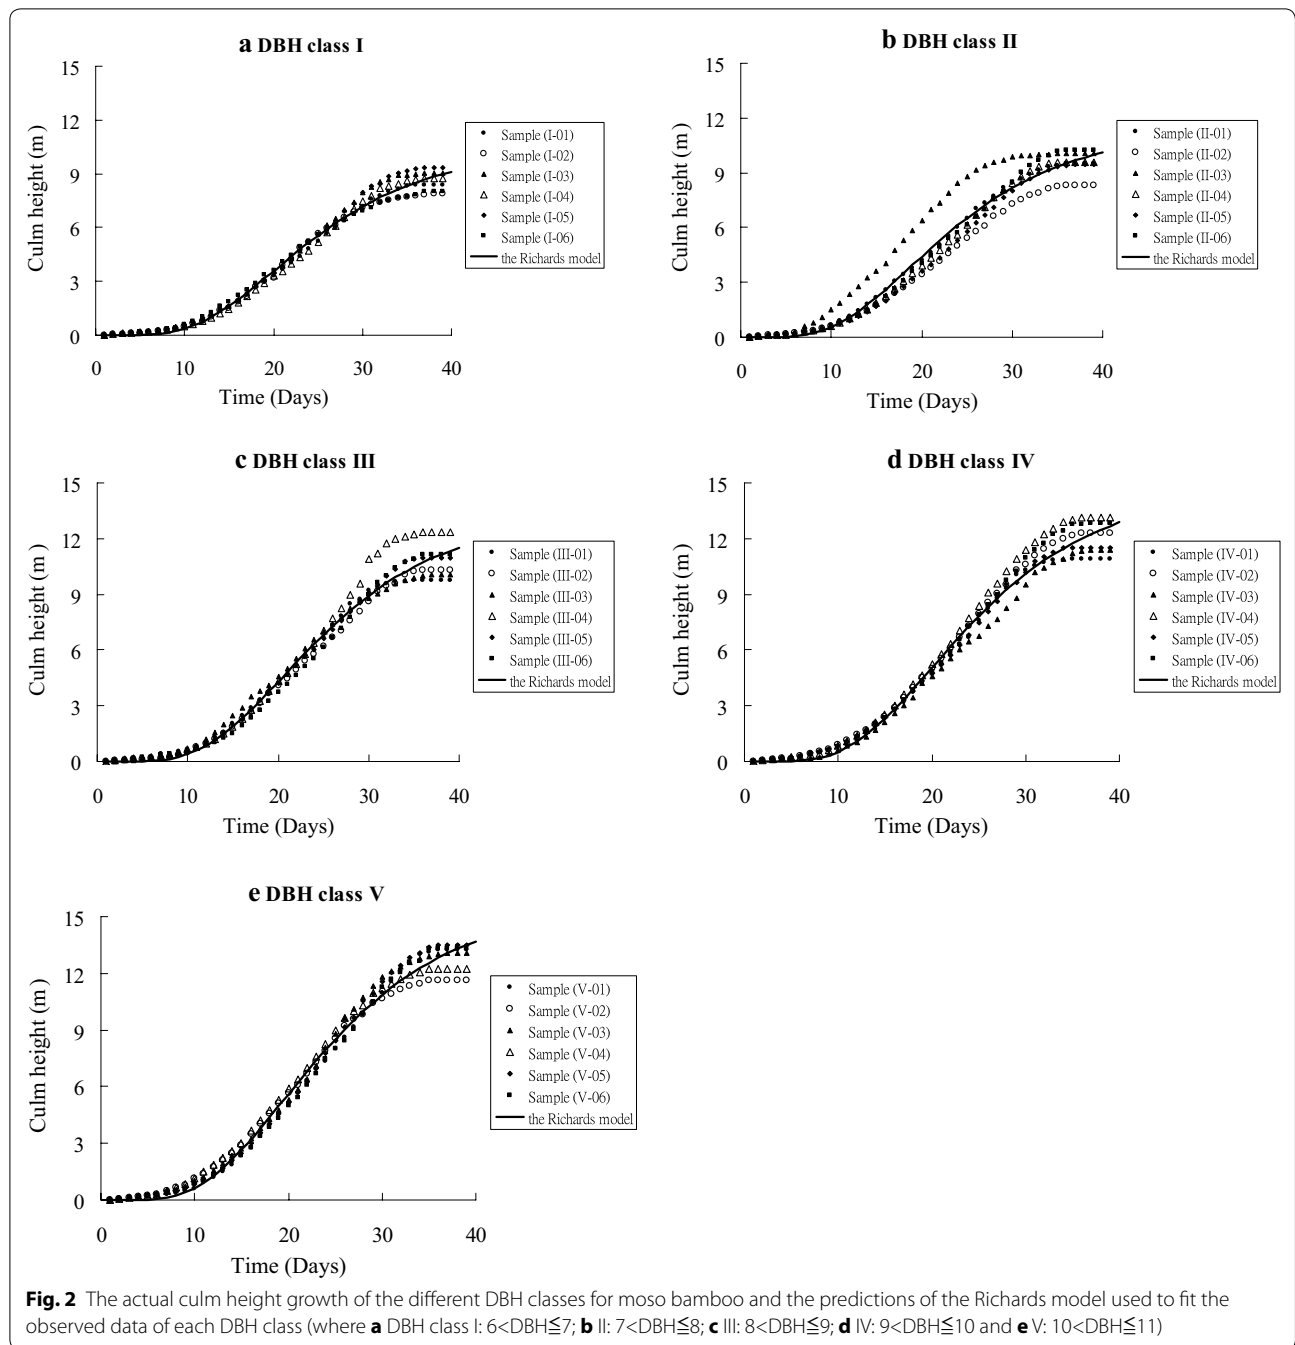 a DBH class I
15
12
9
6
3
0
Culm height (m)
0 10 20 30 40
Time (Days)
Sample (I-01)
Sample (I-02)
Sample (I-03)
Sample (I-04)
Sample (I-05)
Sample (I-06)
the Richards model
b DBH class II
15
12
9
6
3
0
Culm height (m)
0 10 20 30 40
Time (Days)
Sample (II-01)
Sample (II-02)
Sample (II-03)
Sample (II-04)
Sample (II-05)
Sample (II-06)
the Richards model
c DBH class III
15
12
9
6
3
0
Culm height (m)
0 10 20 30 40
Time (Days)
Sample (III-01)
Sample (III-02)
Sample (III-03)
Sample (III-04)
Sample (III-05)
Sample (III-06)
the Richards model
d DBH class IV
15
12
9
6
3
0
Culm height (m)
0 10 20 30 40
Time (Days)
Sample (IV-01)
Sample (IV-02)
Sample (IV-03)
Sample (IV-04)
Sample (IV-05)
Sample (IV-06)
the Richards model
e DBH class V
15
12
9
6
3
0
Culm height (m)
0 10 20 30 40
Time (Days)
Sample (V-01)
Sample (V-02)
Sample (V-03)
Sample (V-04)
Sample (V-05)
Sample (V-06)
the Richards model
Fig. 2 The actual culm height growth of the different DBH classes for moso bamboo and the predictions of the Richards model used to fit the
observed data of each DBH class (where a DBH class I: 6<DBH≦7; b II: 7<DBH≦8; c III: 8<DBH≦9; d IV: 9<DBH≦10 and e V: 10<DBH≦11)